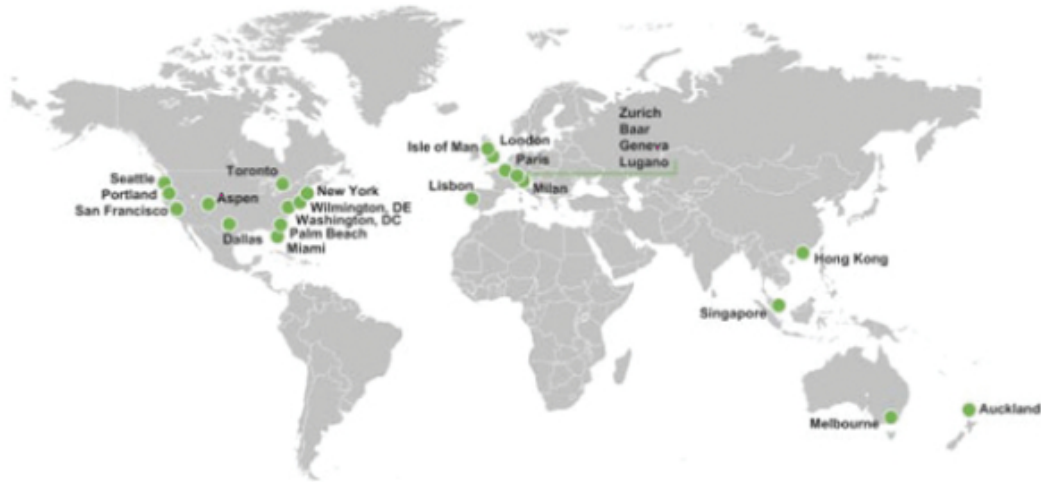 Zurich
Baar
Geneva
Lugano
London
Isle of Man
Paris
Lisbon
Milan
Toronto
Seattle
Portland
San Francisco
Aspen
New York
Wilmington, DE
Washington, DC
Palm Beach
Dallas
Miami
Hong Kong
Singapore
Melbourne
Auckland